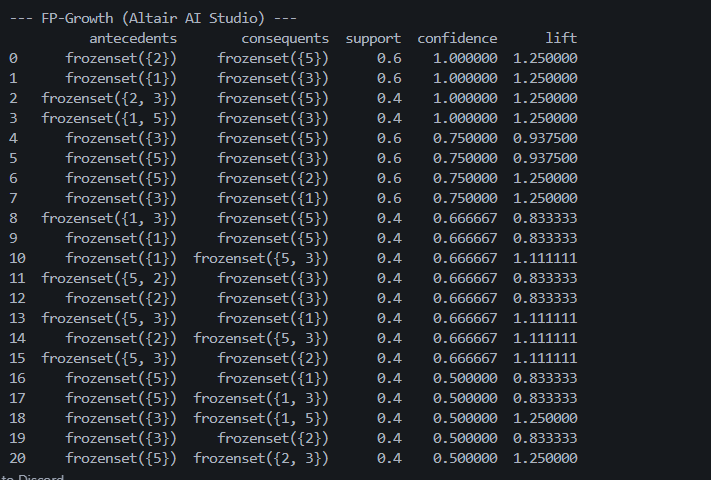 --- FP-Growth (Altair AI Studio) ---
antecedents consequents support confidence lift
0 frozenset({2}) frozenset({5}) 0.6 1.000000 1.250000
1 frozenset({1}) frozenset({3}) 0.6 1.000000 1.250000
2 frozenset({2, 3}) frozenset({5}) 0.4 1.000000 1.250000
3 frozenset({1, 5}) frozenset({3}) 0.4 1.000000 1.250000
4 frozenset({3}) frozenset({5}) 0.6 0.750000 0.937500
5 frozenset({5}) frozenset({3}) 0.6 0.750000 0.937500
6 frozenset({5}) frozenset({2}) 0.6 0.750000 1.250000
7 frozenset({3}) frozenset({1}) 0.6 0.750000 1.250000
8 frozenset({1, 3}) frozenset({5}) 0.4 0.666667 0.833333
9 frozenset({1}) frozenset({5}) 0.4 0.666667 0.833333
10 frozenset({1}) frozenset({5, 3}) 0.4 0.666667 1.111111
11 frozenset({5, 2}) frozenset({3}) 0.4 0.666667 0.833333
12 frozenset({2}) frozenset({3}) 0.4 0.666667 0.833333
13 frozenset({5, 3}) frozenset({1}) 0.4 0.666667 1.111111
14 frozenset({2}) frozenset({5, 3}) 0.4 0.666667 1.111111
15 frozenset({5, 3}) frozenset({2}) 0.4 0.666667 1.111111
16 frozenset({5}) frozenset({1}) 0.4 0.500000 0.833333
17 frozenset({5}) frozenset({1, 3}) 0.4 0.500000 0.833333
18 frozenset({3}) frozenset({1, 5}) 0.4 0.500000 1.250000
19 frozenset({3}) frozenset({2}) 0.4 0.500000 0.833333
20 frozenset({5}) frozenset({2, 3}) 0.4 0.500000 1.250000
to Discord